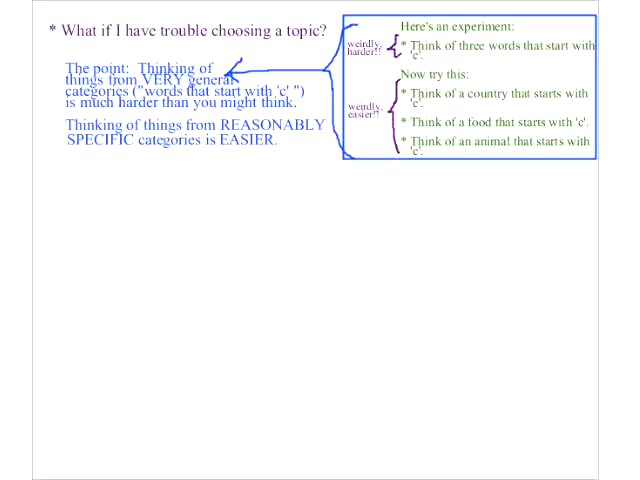 * What if I have trouble choosing a topic?
The point: Thinking of
things from VERY general
categories ("words that start with 'c' ")
is much harder than you might think.
Thinking of things from REASONABLY
SPECIFIC categories is EASIER.
Here's an experiment:
weirdly,
harder!!
* Think of three words that start with
'c'.
Now try this:
weirdly,
easier!!
* Think of a country that starts with
'c'.
* Think of a food that starts with 'c'.
* Think of an animal that starts with
'c'.